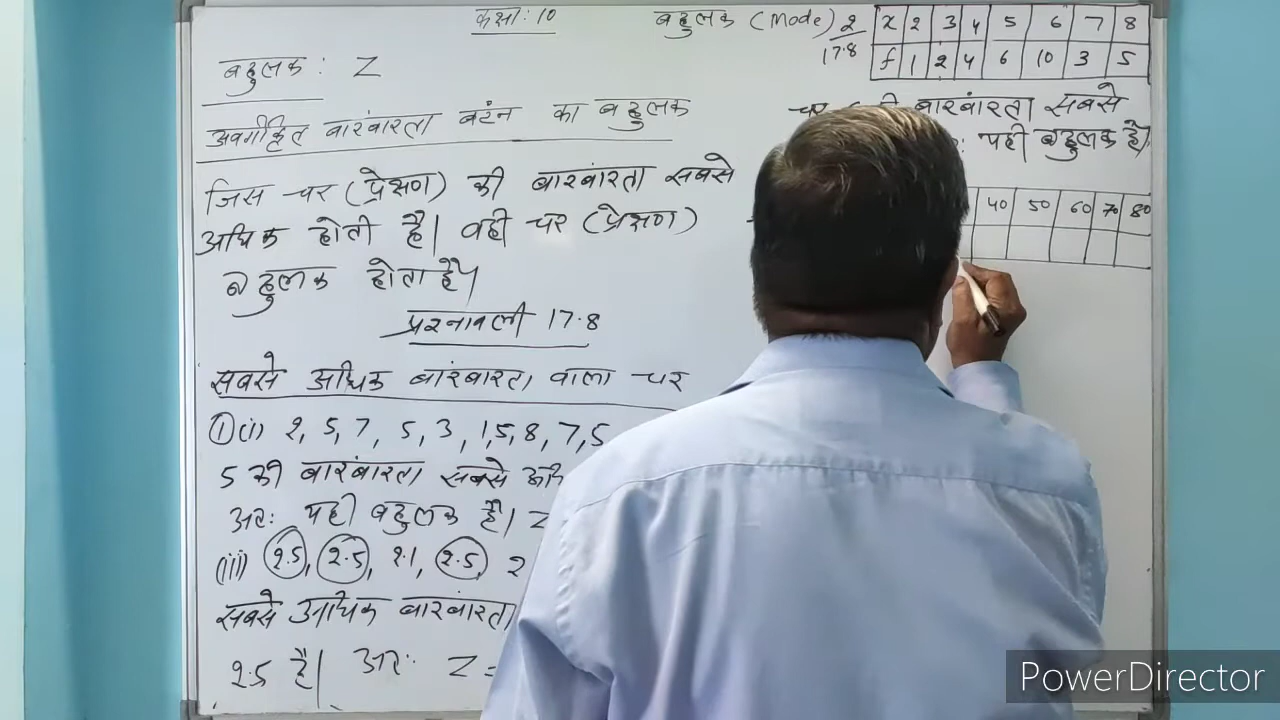 कक्षा: 10
बहुलक (Mode)
2
17.8
x 2 3 4 5 6 7 8
f 1 2 4 6 10 3 5
बहुलक : Z
अवर्गीकृत बारंबारता बंटन का बहुलक
जिस चर (प्रेक्षण) की बारंबारता सबसे
अधिक होती है। वही चर (प्रेक्षण)
बहुलक होता है।
प्रश्नावली 17.8
सबसे अधिक बारंबारता वाला चर
① (i) 2, 5, 7, 5, 3, 1, 5, 8, 7, 5
5 की बारंबारता सबसे
अतः यही बहुलक है। Z
(ii) 2.5, 2.5, 2.1, 2.5, 2
सबसे अधिक बारंबारता
2.5 है। अतः Z =
बारंबारता सबसे
यही बहुलक है।
40 50 60 70 80
PowerDirector